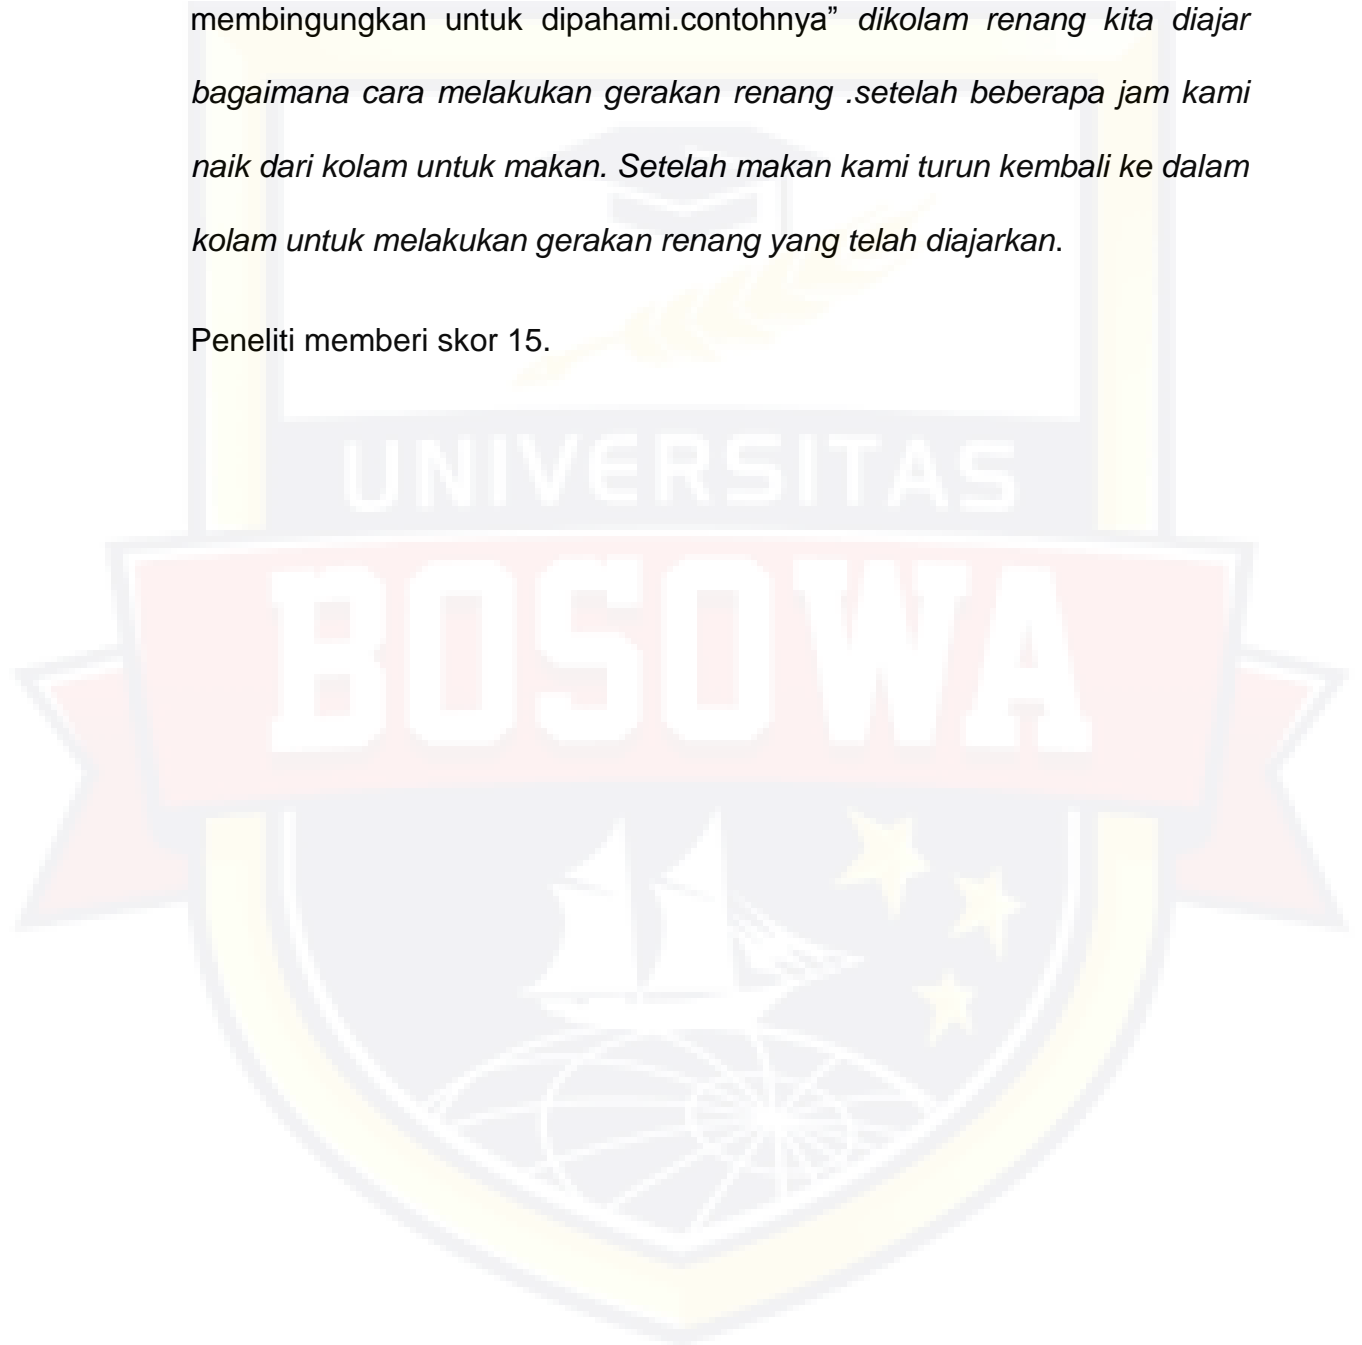 membingungkan untuk dipahami.contohnya” dikolam renang kita diajar
bagaimana cara melakukan gerakan renang .setelah beberapa jam kami
naik dari kolam untuk makan. Setelah makan kami turun kembali ke dalam
kolam untuk melakukan gerakan renang yang telah diajarkan.
Peneliti memberi skor 15.
UNIVERSITAS
BOSOWA